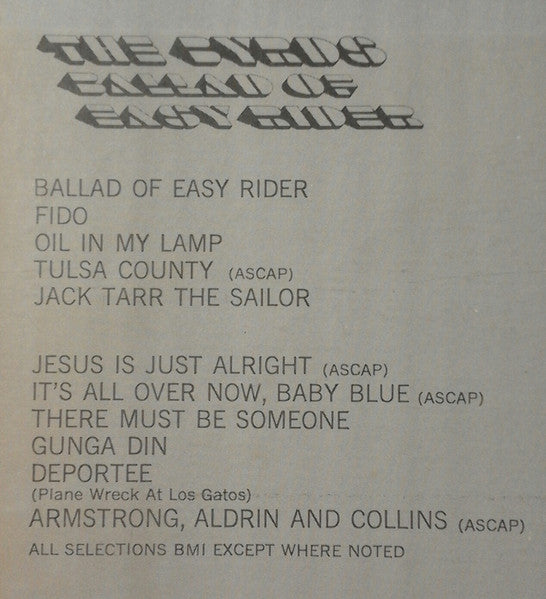 THE BYRDS
BALLAD OF
EASY RIDER
BALLAD OF EASY RIDER
FIDO
OIL IN MY LAMP
TULSA COUNTY (ASCAP)
JACK TARR THE SAILOR
JESUS IS JUST ALRIGHT (ASCAP)
IT'S ALL OVER NOW, BABY BLUE (ASCAP)
THERE MUST BE SOMEONE
GUNGA DIN
DEPORTEE
(Plane Wreck At Los Gatos)
ARMSTRONG, ALDRIN AND COLLINS (ASCAP)
ALL SELECTIONS BMI EXCEPT WHERE NOTED